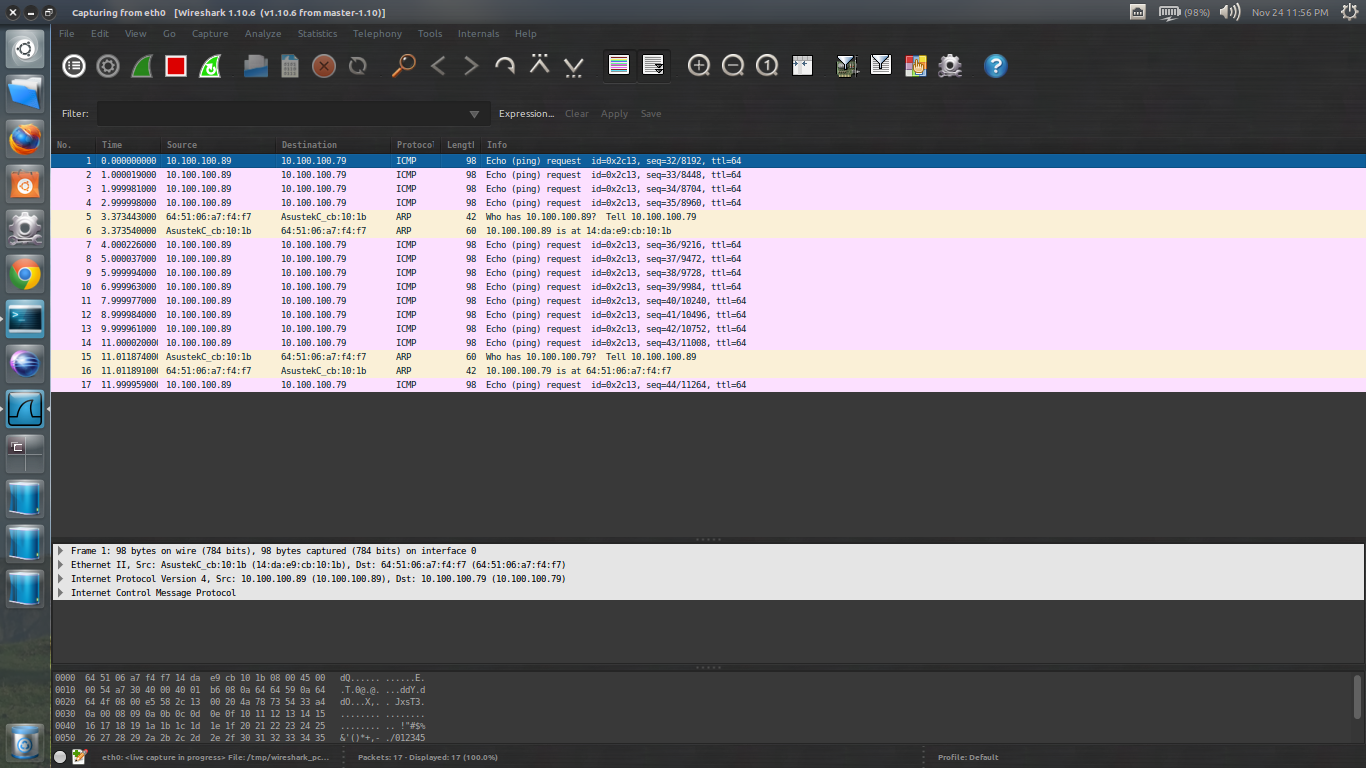 Capturing from eth0   [Wireshark 1.10.6  (v1.10.6 from master-1.10)]
(98%)
Nov 24 11:56 PM
File Edit View Go Capture Analyze Statistics Telephony Tools Internals Help
Filter: Expression... Clear Apply Save
No. Time Source Destination Protocol Length Info
1 0.000000000 10.100.100.89 10.100.100.79 ICMP 98 Echo (ping) request  id=0x2c13, seq=32/8192, ttl=64
2 1.000019000 10.100.100.89 10.100.100.79 ICMP 98 Echo (ping) request  id=0x2c13, seq=33/8448, ttl=64
3 1.999981000 10.100.100.89 10.100.100.79 ICMP 98 Echo (ping) request  id=0x2c13, seq=34/8704, ttl=64
4 2.999998000 10.100.100.89 10.100.100.79 ICMP 98 Echo (ping) request  id=0x2c13, seq=35/8960, ttl=64
5 3.373443000 64:51:06:a7:f4:f7 AsustekC_cb:10:1b ARP 42 Who has 10.100.100.89?  Tell 10.100.100.79
6 3.373540000 AsustekC_cb:10:1b 64:51:06:a7:f4:f7 ARP 60 10.100.100.89 is at 14:da:e9:cb:10:1b
7 4.000226000 10.100.100.89 10.100.100.79 ICMP 98 Echo (ping) request  id=0x2c13, seq=36/9216, ttl=64
8 5.000037000 10.100.100.89 10.100.100.79 ICMP 98 Echo (ping) request  id=0x2c13, seq=37/9472, ttl=64
9 5.999994000 10.100.100.89 10.100.100.79 ICMP 98 Echo (ping) request  id=0x2c13, seq=38/9728, ttl=64
10 6.999963000 10.100.100.89 10.100.100.79 ICMP 98 Echo (ping) request  id=0x2c13, seq=39/9984, ttl=64
11 7.999977000 10.100.100.89 10.100.100.79 ICMP 98 Echo (ping) request  id=0x2c13, seq=40/10240, ttl=64
12 8.999984000 10.100.100.89 10.100.100.79 ICMP 98 Echo (ping) request  id=0x2c13, seq=41/10496, ttl=64
13 9.999961000 10.100.100.89 10.100.100.79 ICMP 98 Echo (ping) request  id=0x2c13, seq=42/10752, ttl=64
14 11.000020000 10.100.100.89 10.100.100.79 ICMP 98 Echo (ping) request  id=0x2c13, seq=43/11008, ttl=64
15 11.011874000 AsustekC_cb:10:1b 64:51:06:a7:f4:f7 ARP 60 Who has 10.100.100.79?  Tell 10.100.100.89
16 11.011891000 64:51:06:a7:f4:f7 AsustekC_cb:10:1b ARP 42 10.100.100.79 is at 64:51:06:a7:f4:f7
17 11.999959000 10.100.100.89 10.100.100.79 ICMP 98 Echo (ping) request  id=0x2c13, seq=44/11264, ttl=64
Frame 1: 98 bytes on wire (784 bits), 98 bytes captured (784 bits) on interface 0
Ethernet II, Src: AsustekC_cb:10:1b (14:da:e9:cb:10:1b), Dst: 64:51:06:a7:f4:f7 (64:51:06:a7:f4:f7)
Internet Protocol Version 4, Src: 10.100.100.89 (10.100.100.89), Dst: 10.100.100.79 (10.100.100.79)
Internet Control Message Protocol
0000  64 51 06 a7 f4 f7 14 da  e9 cb 10 1b 08 00 45 00   dQ...... ......E.
0010  00 54 a7 30 40 00 40 01  b6 08 0a 64 64 59 0a 64   .T.0@.@. ...ddY.d
0020  64 4f 08 00 e5 58 2c 13  00 20 4a 78 73 54 33 a4   dO...X,. . JxsT3.
0030  0a 00 08 09 0a 0b 0c 0d  0e 0f 10 11 12 13 14 15   ........ ........
0040  16 17 18 19 1a 1b 1c 1d  1e 1f 20 21 22 23 24 25   ........ .. !"#$%
0050  26 27 28 29 2a 2b 2c 2d  2e 2f 30 31 32 33 34 35   &'()*+,- ./012345
eth0: <live capture in progress> File: /tmp/wireshark_pc...
Packets: 17 · Displayed: 17 (100.0%)
Profile: Default